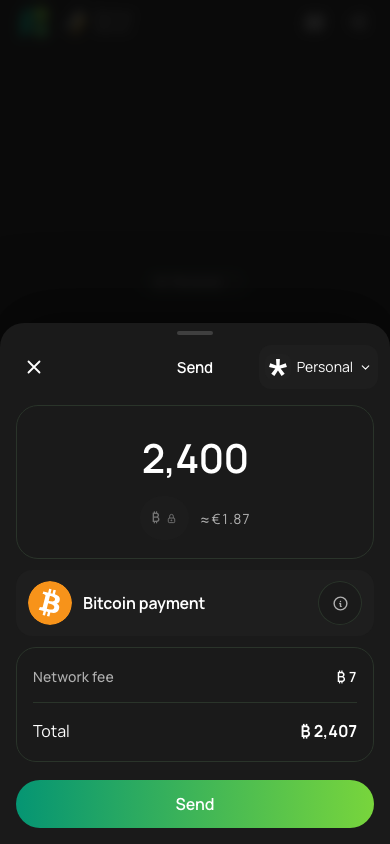 Send
Personal
2,400
₿
≈ €1.87
Bitcoin payment
Network fee
₿ 7
Total
₿ 2,407
Send